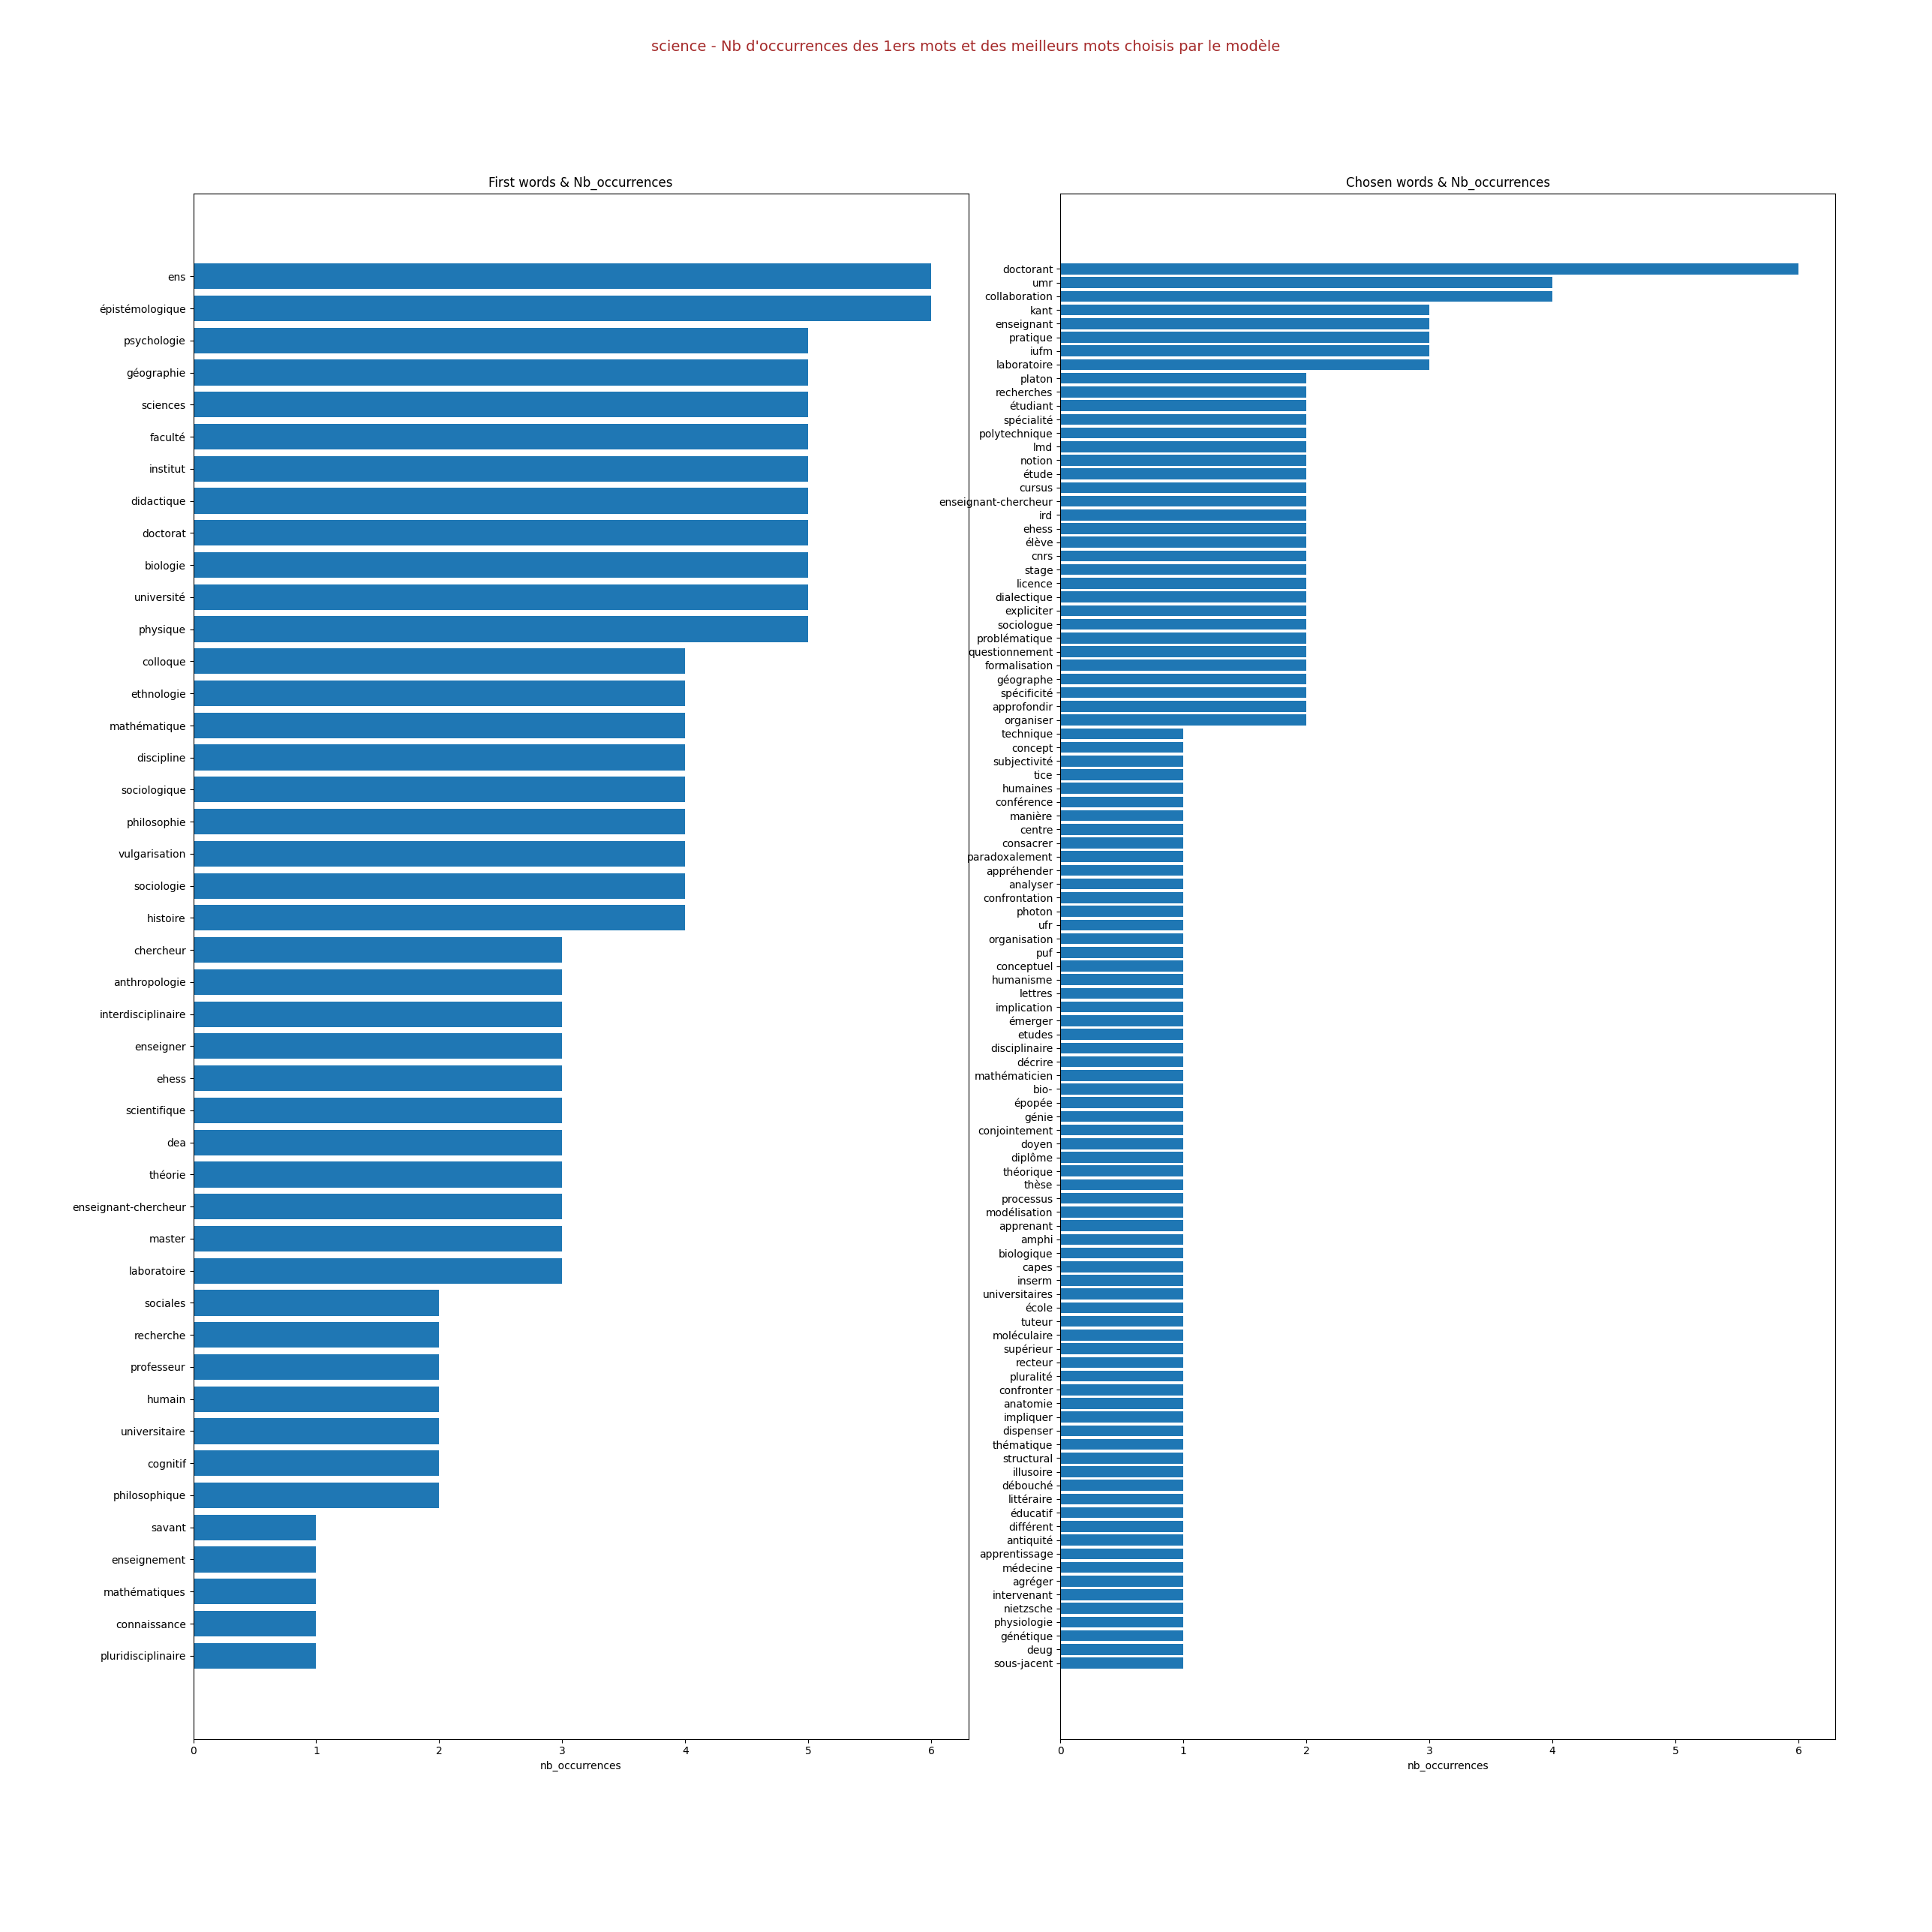 science - Nb d'occurrences des 1ers mots et des meilleurs mots choisis par le modèle
First words & Nb_occurrences
ens
épistémologique
psychologie
géographie
sciences
faculté
institut
didactique
doctorat
biologie
université
physique
colloque
ethnologie
mathématique
discipline
sociologique
philosophie
vulgarisation
sociologie
histoire
chercheur
anthropologie
interdisciplinaire
enseigner
ehess
scientifique
dea
théorie
enseignant-chercheur
master
laboratoire
sociales
recherche
professeur
humain
universitaire
cognitif
philosophique
savant
enseignement
mathématiques
connaissance
pluridisciplinaire
0 1 2 3 4 5 6
nb_occurrences
Chosen words & Nb_occurrences
doctorant
umr
collaboration
kant
enseignant
pratique
iufm
laboratoire
platon
recherches
étudiant
spécialité
polytechnique
lmd
notion
étude
cursus
enseignant-chercheur
ird
ehess
élève
cnrs
stage
licence
dialectique
expliciter
sociologue
problématique
questionnement
formalisation
géographe
spécificité
approfondir
organiser
technique
concept
subjectivité
tice
humaines
conférence
manière
centre
consacrer
paradoxalement
appréhender
analyser
confrontation
photon
ufr
organisation
puf
conceptuel
humanisme
lettres
implication
émerger
etudes
disciplinaire
décrire
mathématicien
bio-
épopée
génie
conjointement
doyen
diplôme
théorique
thèse
processus
modélisation
apprenant
amphi
biologique
capes
inserm
universitaires
école
tuteur
moléculaire
supérieur
recteur
pluralité
confronter
anatomie
impliquer
dispenser
thématique
structural
illusoire
débouché
littéraire
éducatif
différent
antiquité
apprentissage
médecine
agréger
intervenant
nietzsche
physiologie
génétique
deug
sous-jacent
0 1 2 3 4 5 6
nb_occurrences